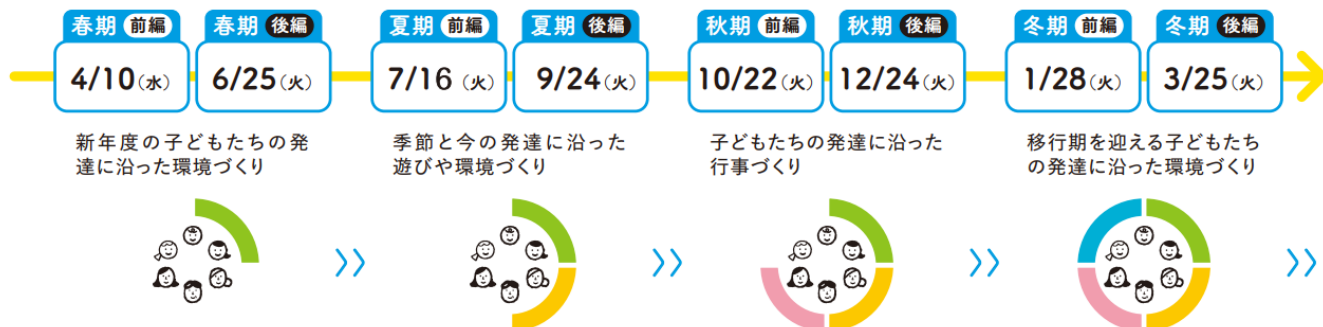 春期 前編
4/10(水)
春期 後編
6/25(火)
新年度の子どもたちの発
達に沿った環境づくり
夏期 前編
7/16 (火)
夏期 後編
9/24(火)
季節と今の発達に沿った
遊びや環境づくり
秋期 前編
10/22(火)
秋期 後編
12/24(火)
子どもたちの発達に沿った
行事づくり
冬期 前編
1/28(火)
冬期 後編
3/25(火)
移行期を迎える子どもたち
の発達に沿った環境づくり